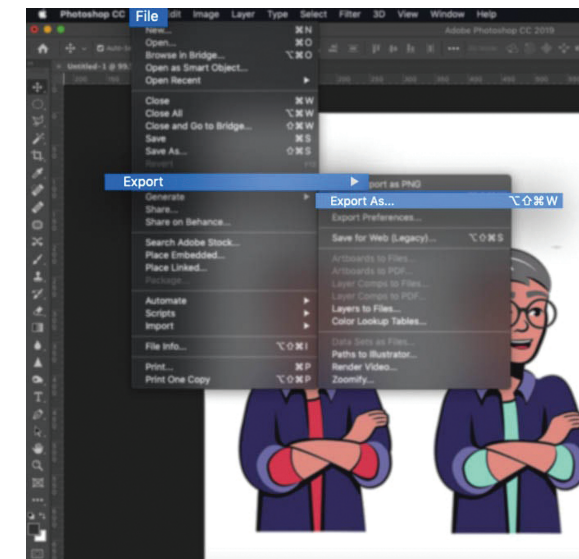 Photoshop CC File Edit Image Layer Type Select Filter 3D View Window Help
Adobe Photoshop CC 2019
New... ⌘N
Open... ⌘O
Browse in Bridge... ⌥⌘O
Open as Smart Object...
Open Recent ▶
Close ⌘W
Close All ⌥⌘W
Close and Go to Bridge... ⇧⌘W
Save ⌘S
Save As... ⇧⌘S
Revert
Export ▶
Generate ▶
Share...
Share on Behance...
Search Adobe Stock...
Place Embedded...
Place Linked...
Package...
Automate ▶
Scripts ▶
Import ▶
File Info... ⌥⇧⌘I
Print... ⌘P
Print One Copy ⌥⇧⌘P
port as PNG
Export As... ⌥⇧⌘W
Export Preferences...
Save for Web (Legacy)... ⌥⇧⌘S
Artboards to Files...
Artboards to PDF...
Layer Comps to Files...
Layer Comps to PDF...
Layers to Files...
Color Lookup Tables...
Data Sets as Files...
Paths to Illustrator...
Render Video...
Zoomify...